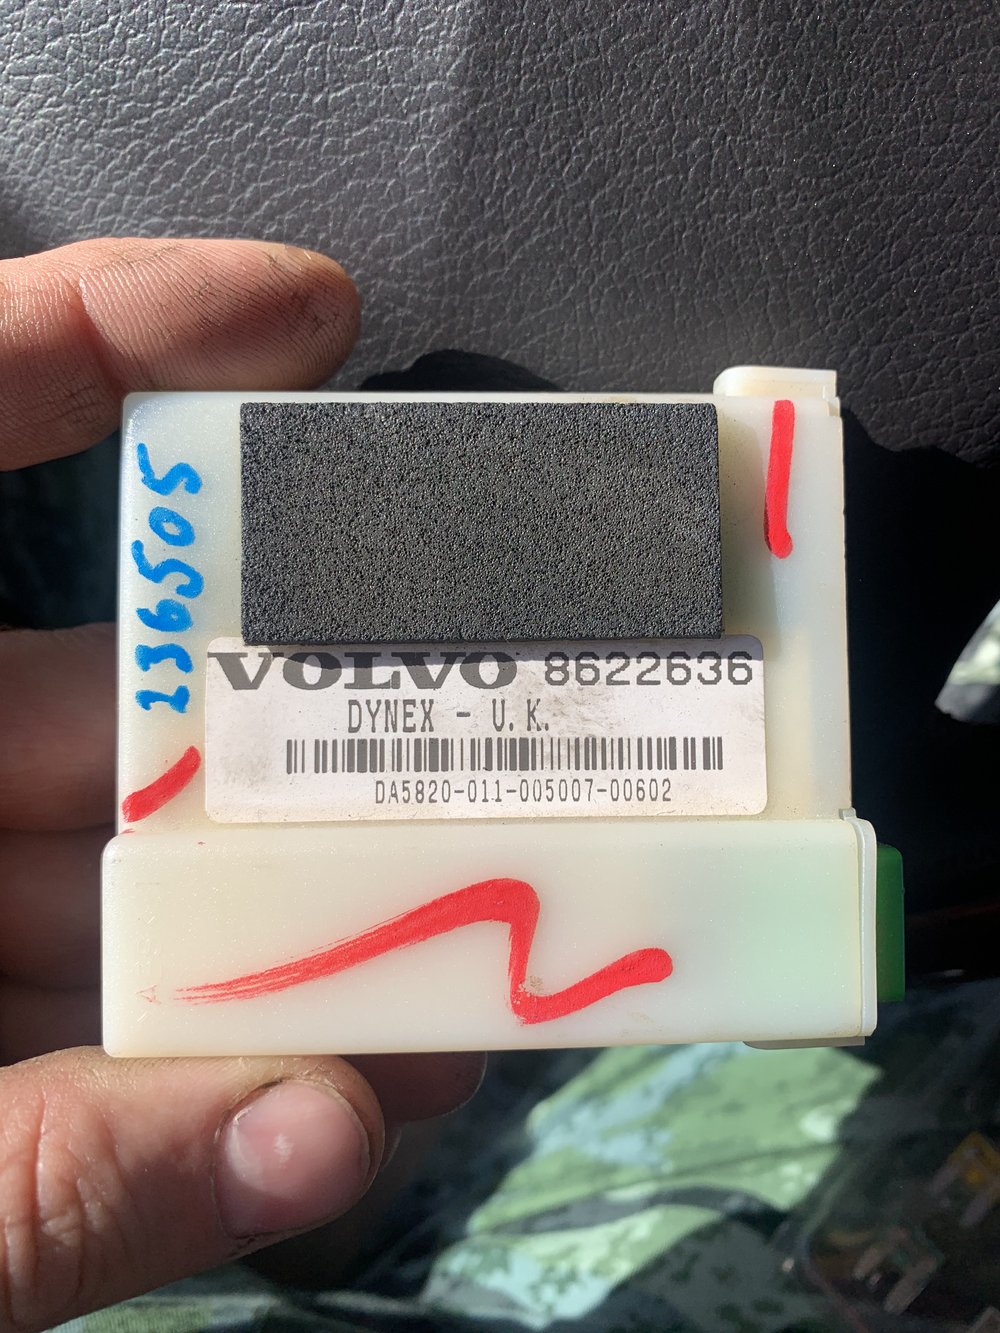 136505
VOLVO 8622636
DYNEX - U.K.
DA5820-011-005007-00602